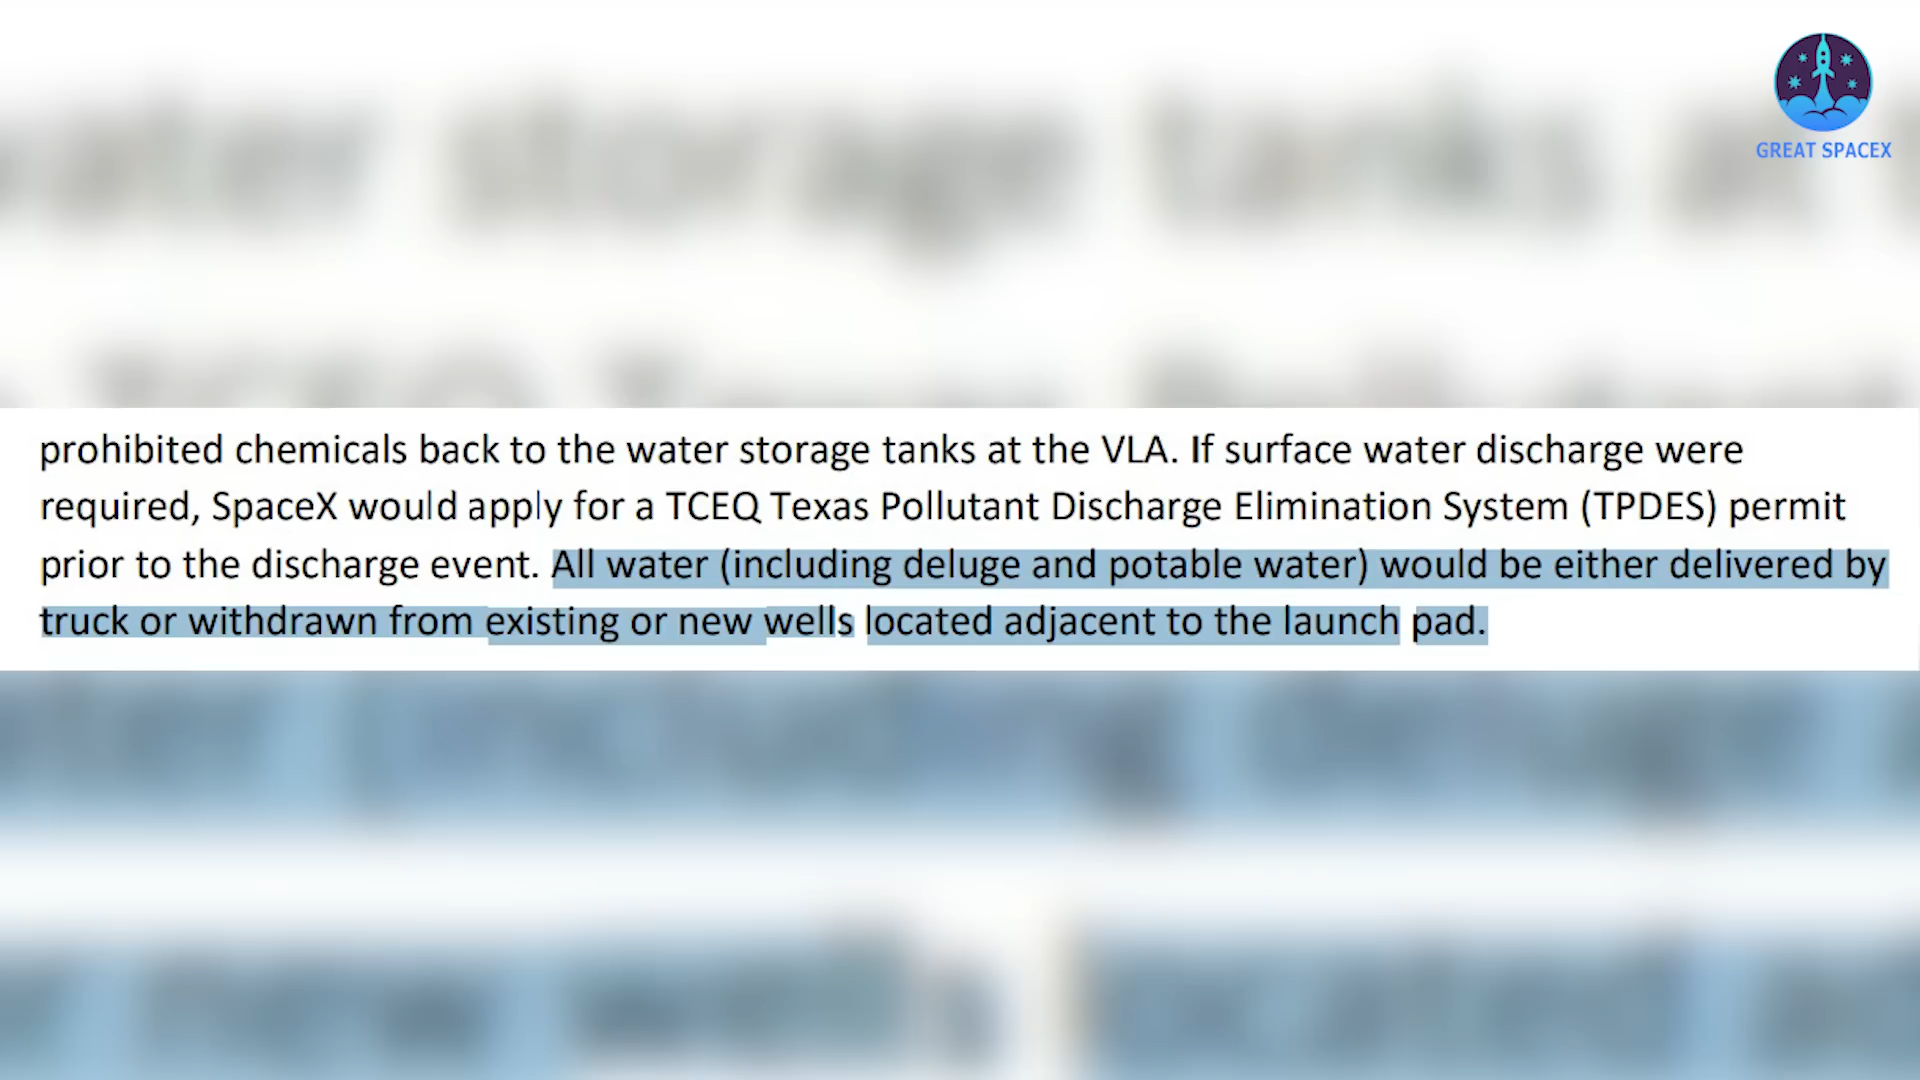 GREAT SPACEX
prohibited chemicals back to the water storage tanks at the VLA. If surface water discharge were
required, SpaceX would apply for a TCEQ Texas Pollutant Discharge Elimination System (TPDES) permit
prior to the discharge event. All water (including deluge and potable water) would be either delivered by
truck or withdrawn from existing or new wells located adjacent to the launch pad.